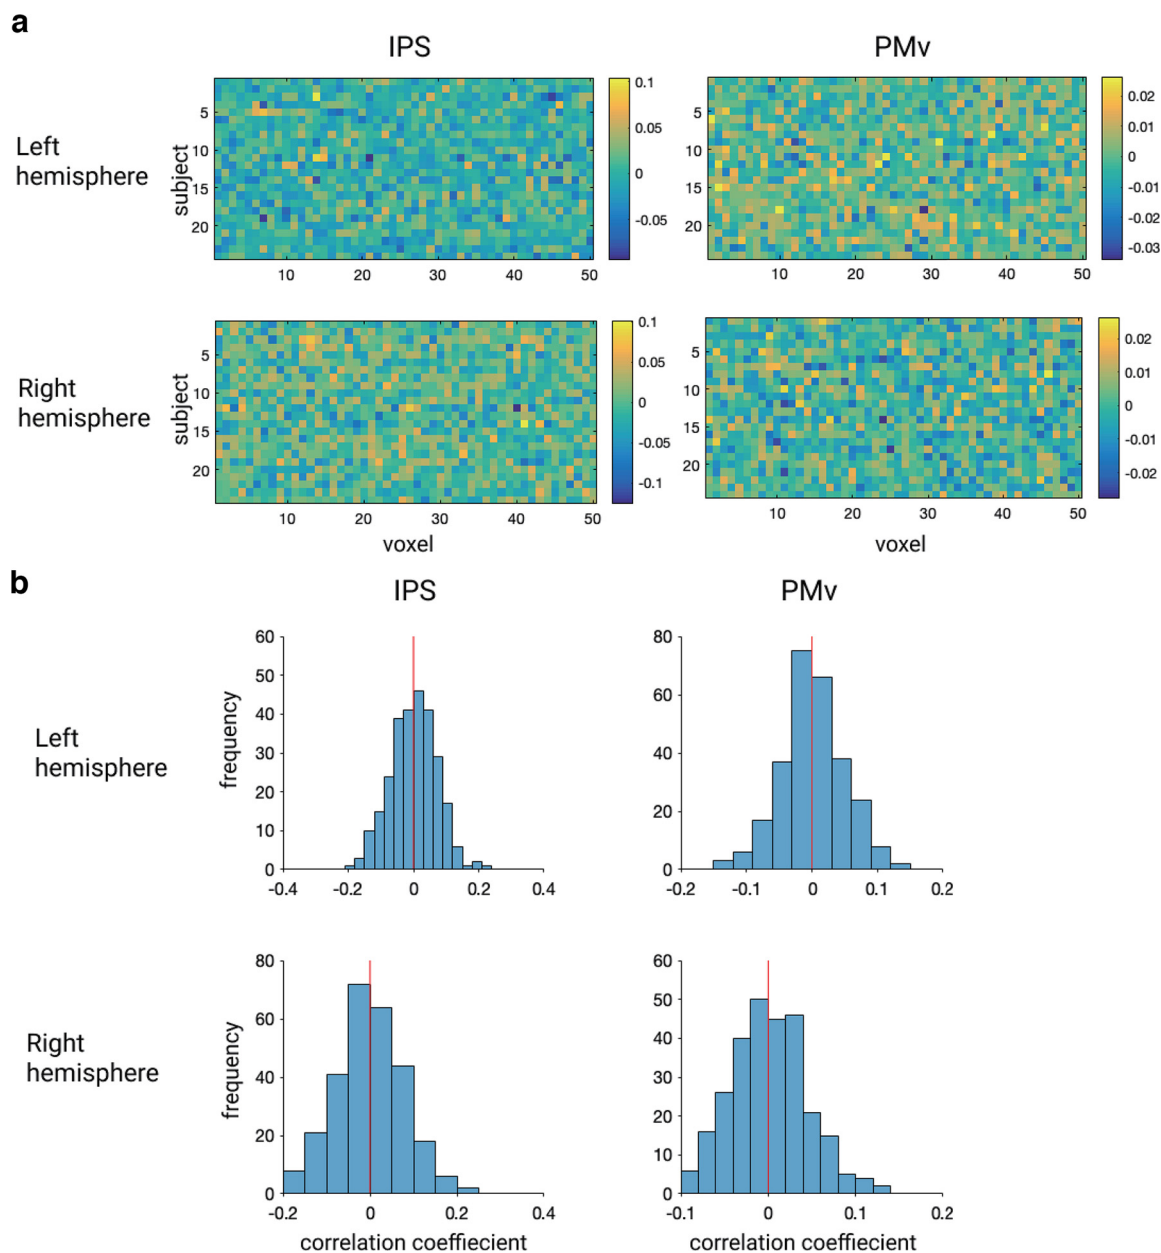 a
IPS
PMv
Left
hemisphere
subject
5
10
15
20
10 20 30 40 50
0.1
0.05
0
-0.05
5
10
15
20
10 20 30 40 50
0.02
0.01
0
-0.01
-0.02
-0.03
Right
hemisphere
subject
5
10
15
20
10 20 30 40 50
voxel
0.1
0.05
0
-0.05
-0.1
5
10
15
20
10 20 30 40 50
voxel
0.02
0.01
0
-0.01
-0.02
b
IPS
PMv
Left
hemisphere
frequency
60
50
40
30
20
10
0
-0.4 -0.2 0 0.2 0.4
80
60
40
20
0
-0.2 -0.1 0 0.1 0.2
Right
hemisphere
frequency
80
60
40
20
0
-0.2 0 0.2 0.4
correlation coeffiecient
60
50
40
30
20
10
0
-0.1 0 0.1 0.2
correlation coeffiecient